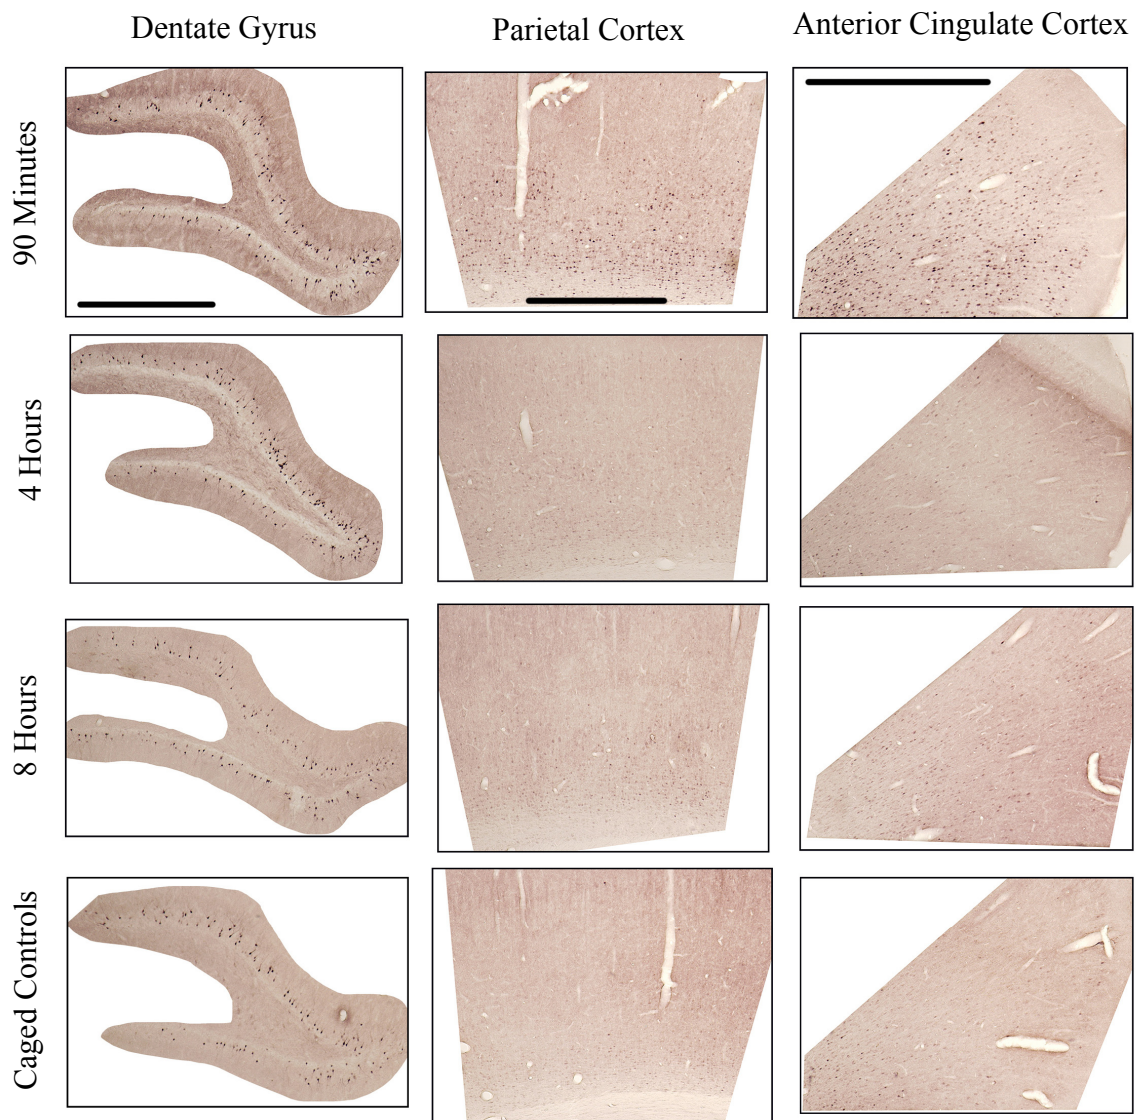 Dentate Gyrus
Parietal Cortex
Anterior Cingulate Cortex
90 Minutes
4 Hours
8 Hours
Caged Controls